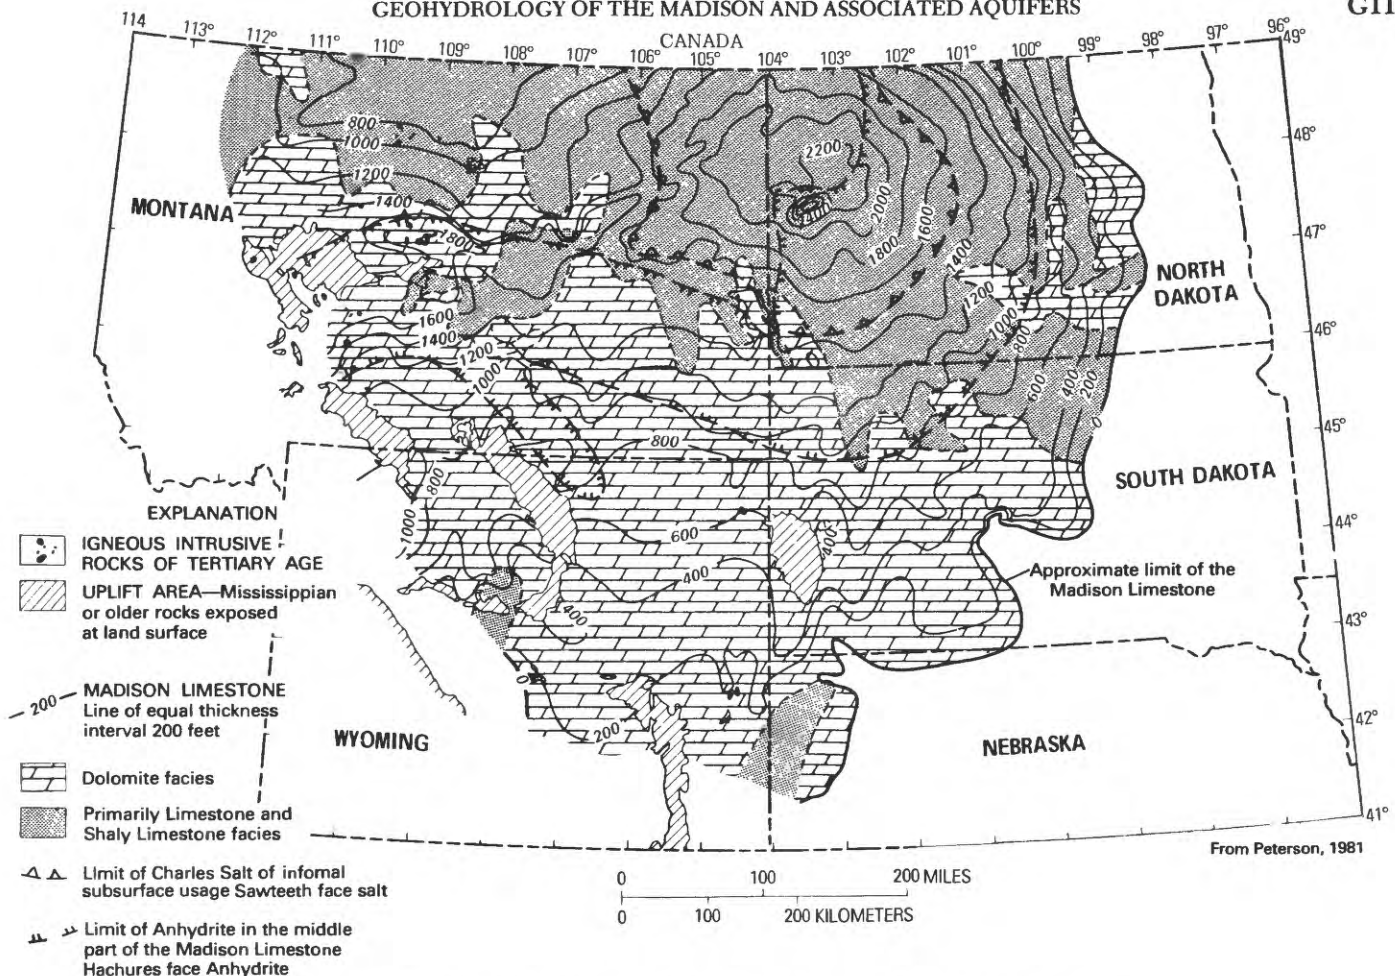 GEOHYDROLOGY OF THE MADISON AND ASSOCIATED AQUIFERS
G11
CANADA
114
113°
112°
111°
110°
109°
108°
107°
106°
105°
104°
103°
102°
101°
100°
99°
98°
97°
96°
49°
48°
47°
46°
45°
44°
43°
42°
41°
800
1000
1200
1400
1800
2200
2000
1800
1600
1400
1200
1000
800
600
400
200
0
1600
1400
1200
1000
800
800
1000
600
400
400
400
0
200
MONTANA
NORTH
DAKOTA
SOUTH DAKOTA
WYOMING
NEBRASKA
Approximate limit of the
Madison Limestone
EXPLANATION
IGNEOUS INTRUSIVE
ROCKS OF TERTIARY AGE
UPLIFT AREA—Mississippian
or older rocks exposed
at land surface
200
MADISON LIMESTONE
Line of equal thickness
interval 200 feet
Dolomite facies
Primarily Limestone and
Shaly Limestone facies
LImit of Charles Salt of infomal
subsurface usage Sawteeth face salt
Limit of Anhydrite in the middle
part of the Madison Limestone
Hachures face Anhydrite
From Peterson, 1981
0 100 200 MILES
0 100 200 KILOMETERS